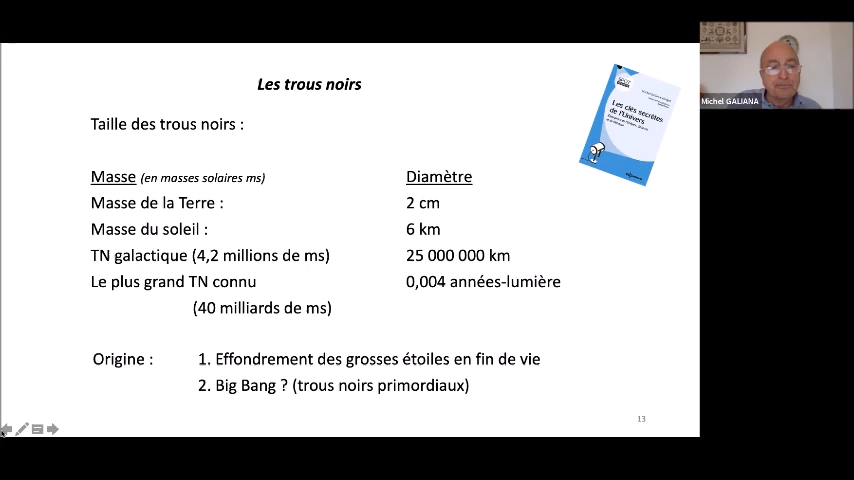 Les trous noirs
Taille des trous noirs :
Masse (en masses solaires ms) Diamètre
Masse de la Terre : 2 cm
Masse du soleil : 6 km
TN galactique (4,2 millions de ms) 25 000 000 km
Le plus grand TN connu 0,004 années-lumière
(40 milliards de ms)
Origine : 1. Effondrement des grosses étoiles en fin de vie
2. Big Bang ? (trous noirs primordiaux)
13
Les clés secrètes
de l'Univers
Michel GALIANA